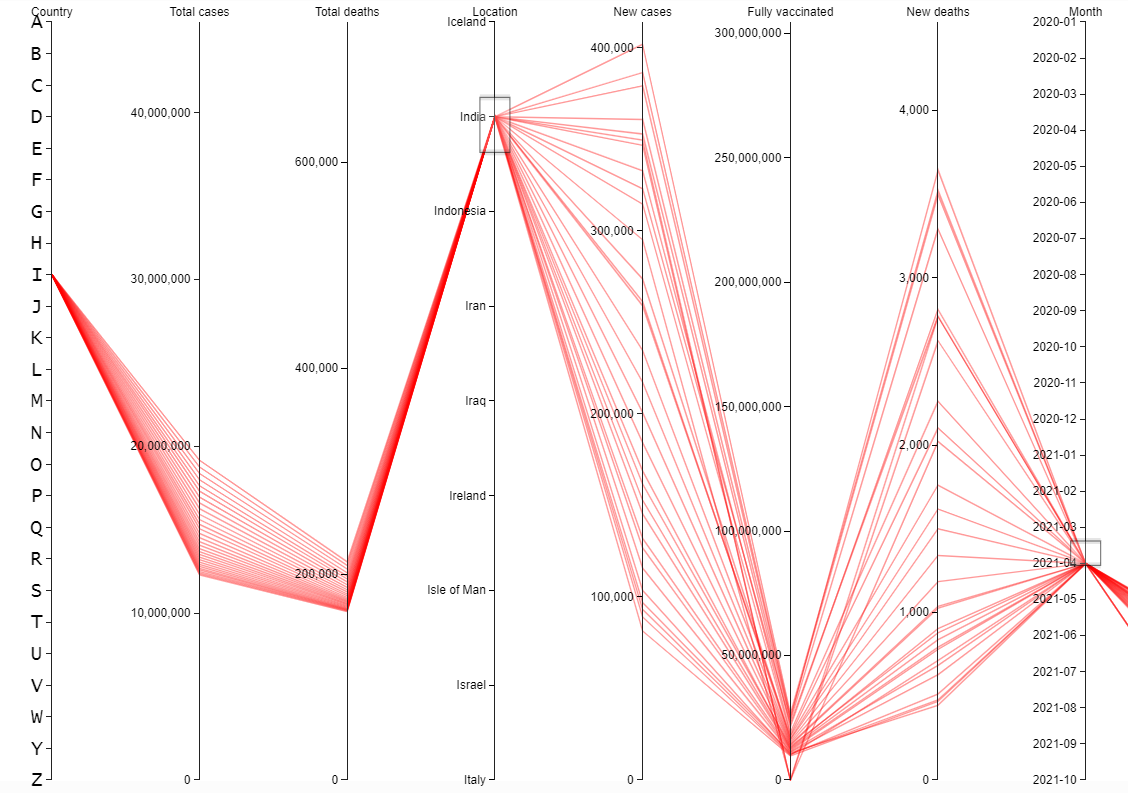 Country
Total cases
Total deaths
Location
New cases
Fully vaccinated
New deaths
Month
A
B
C
D
E
F
G
H
I
J
K
L
M
N
O
P
Q
R
S
T
U
V
W
Y
Z
40,000,000
30,000,000
20,000,000
10,000,000
0
600,000
400,000
200,000
0
Iceland
India
Indonesia
Iran
Iraq
Ireland
Isle of Man
Israel
Italy
400,000
300,000
200,000
100,000
0
300,000,000
250,000,000
200,000,000
150,000,000
100,000,000
50,000,000
0
4,000
3,000
2,000
1,000
0
2020-01
2020-02
2020-03
2020-04
2020-05
2020-06
2020-07
2020-08
2020-09
2020-10
2020-11
2020-12
2021-01
2021-02
2021-03
2021-04
2021-05
2021-06
2021-07
2021-08
2021-09
2021-10